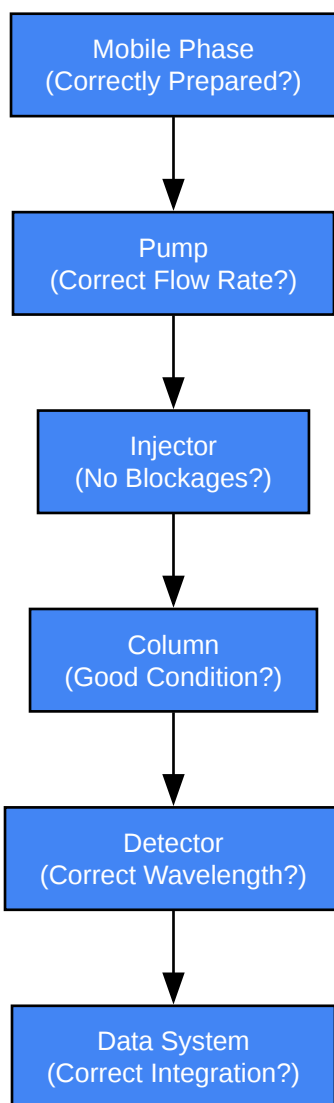 Mobile Phase
(Correctly Prepared?)
Pump
(Correct Flow Rate?)
Injector
(No Blockages?)
Column
(Good Condition?)
Detector
(Correct Wavelength?)
Data System
(Correct Integration?)